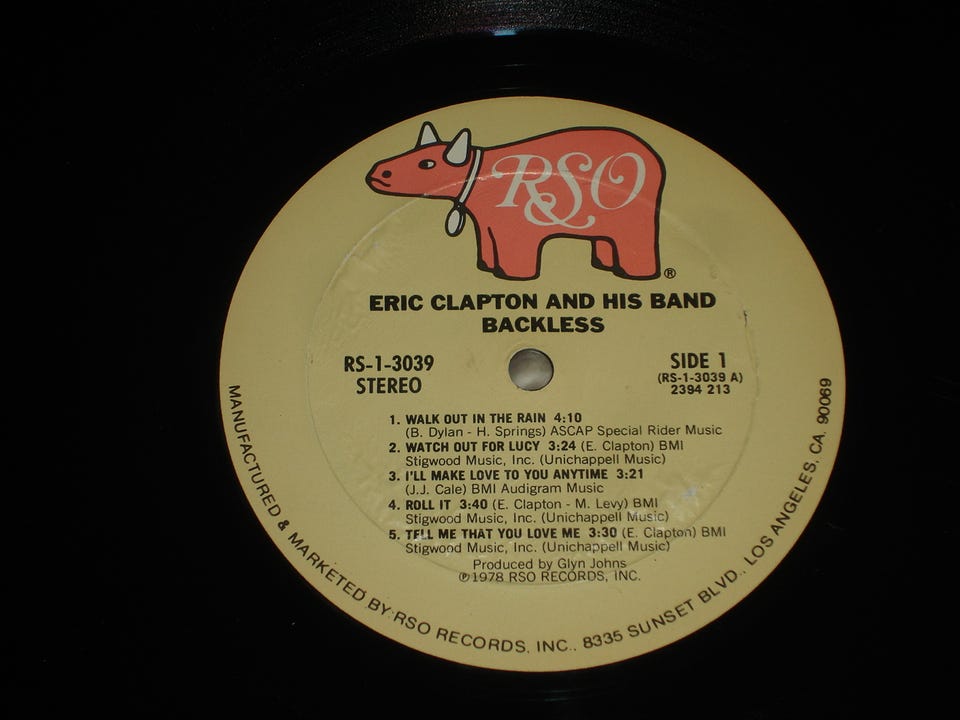 RSO
®
ERIC CLAPTON AND HIS BAND
BACKLESS
RS-1-3039
STEREO
SIDE 1
(RS-1-3039 A)
2394 213
1. WALK OUT IN THE RAIN 4:10
(B. Dylan - H. Springs) ASCAP Special Rider Music
2. WATCH OUT FOR LUCY 3:24 (E. Clapton) BMI
Stigwood Music, Inc. (Unichappell Music)
3. I'LL MAKE LOVE TO YOU ANYTIME 3:21
(J.J. Cale) BMI Audigram Music
4. ROLL IT 3:40 (E. Clapton - M. Levy) BMI
Stigwood Music, Inc. (Unichappell Music)
5. TELL ME THAT YOU LOVE ME 3:30 (E. Clapton) BMI
Stigwood Music, Inc. (Unichappell Music)
Produced by Glyn Johns
℗1978 RSO RECORDS, INC.
MANUFACTURED & MARKETED BY RSO RECORDS, INC., 8335 SUNSET BLVD., LOS ANGELES, CA. 90069